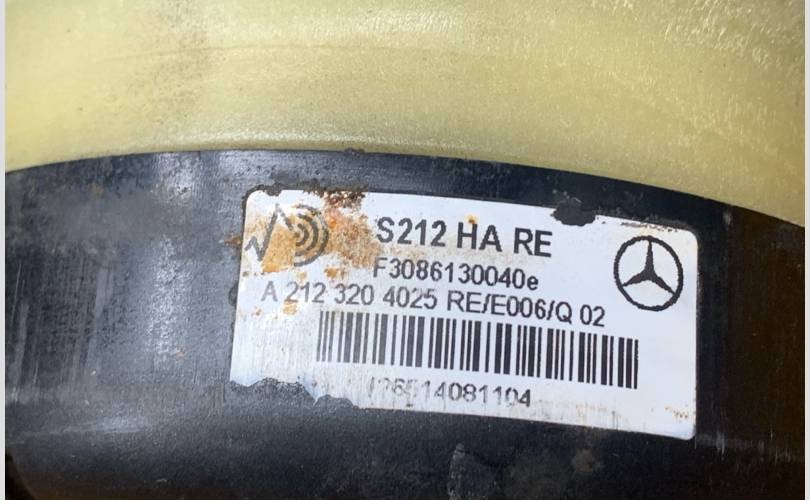 S212 HA RE
F3086130040e
A 212 320 4025 RE/E006/Q 02